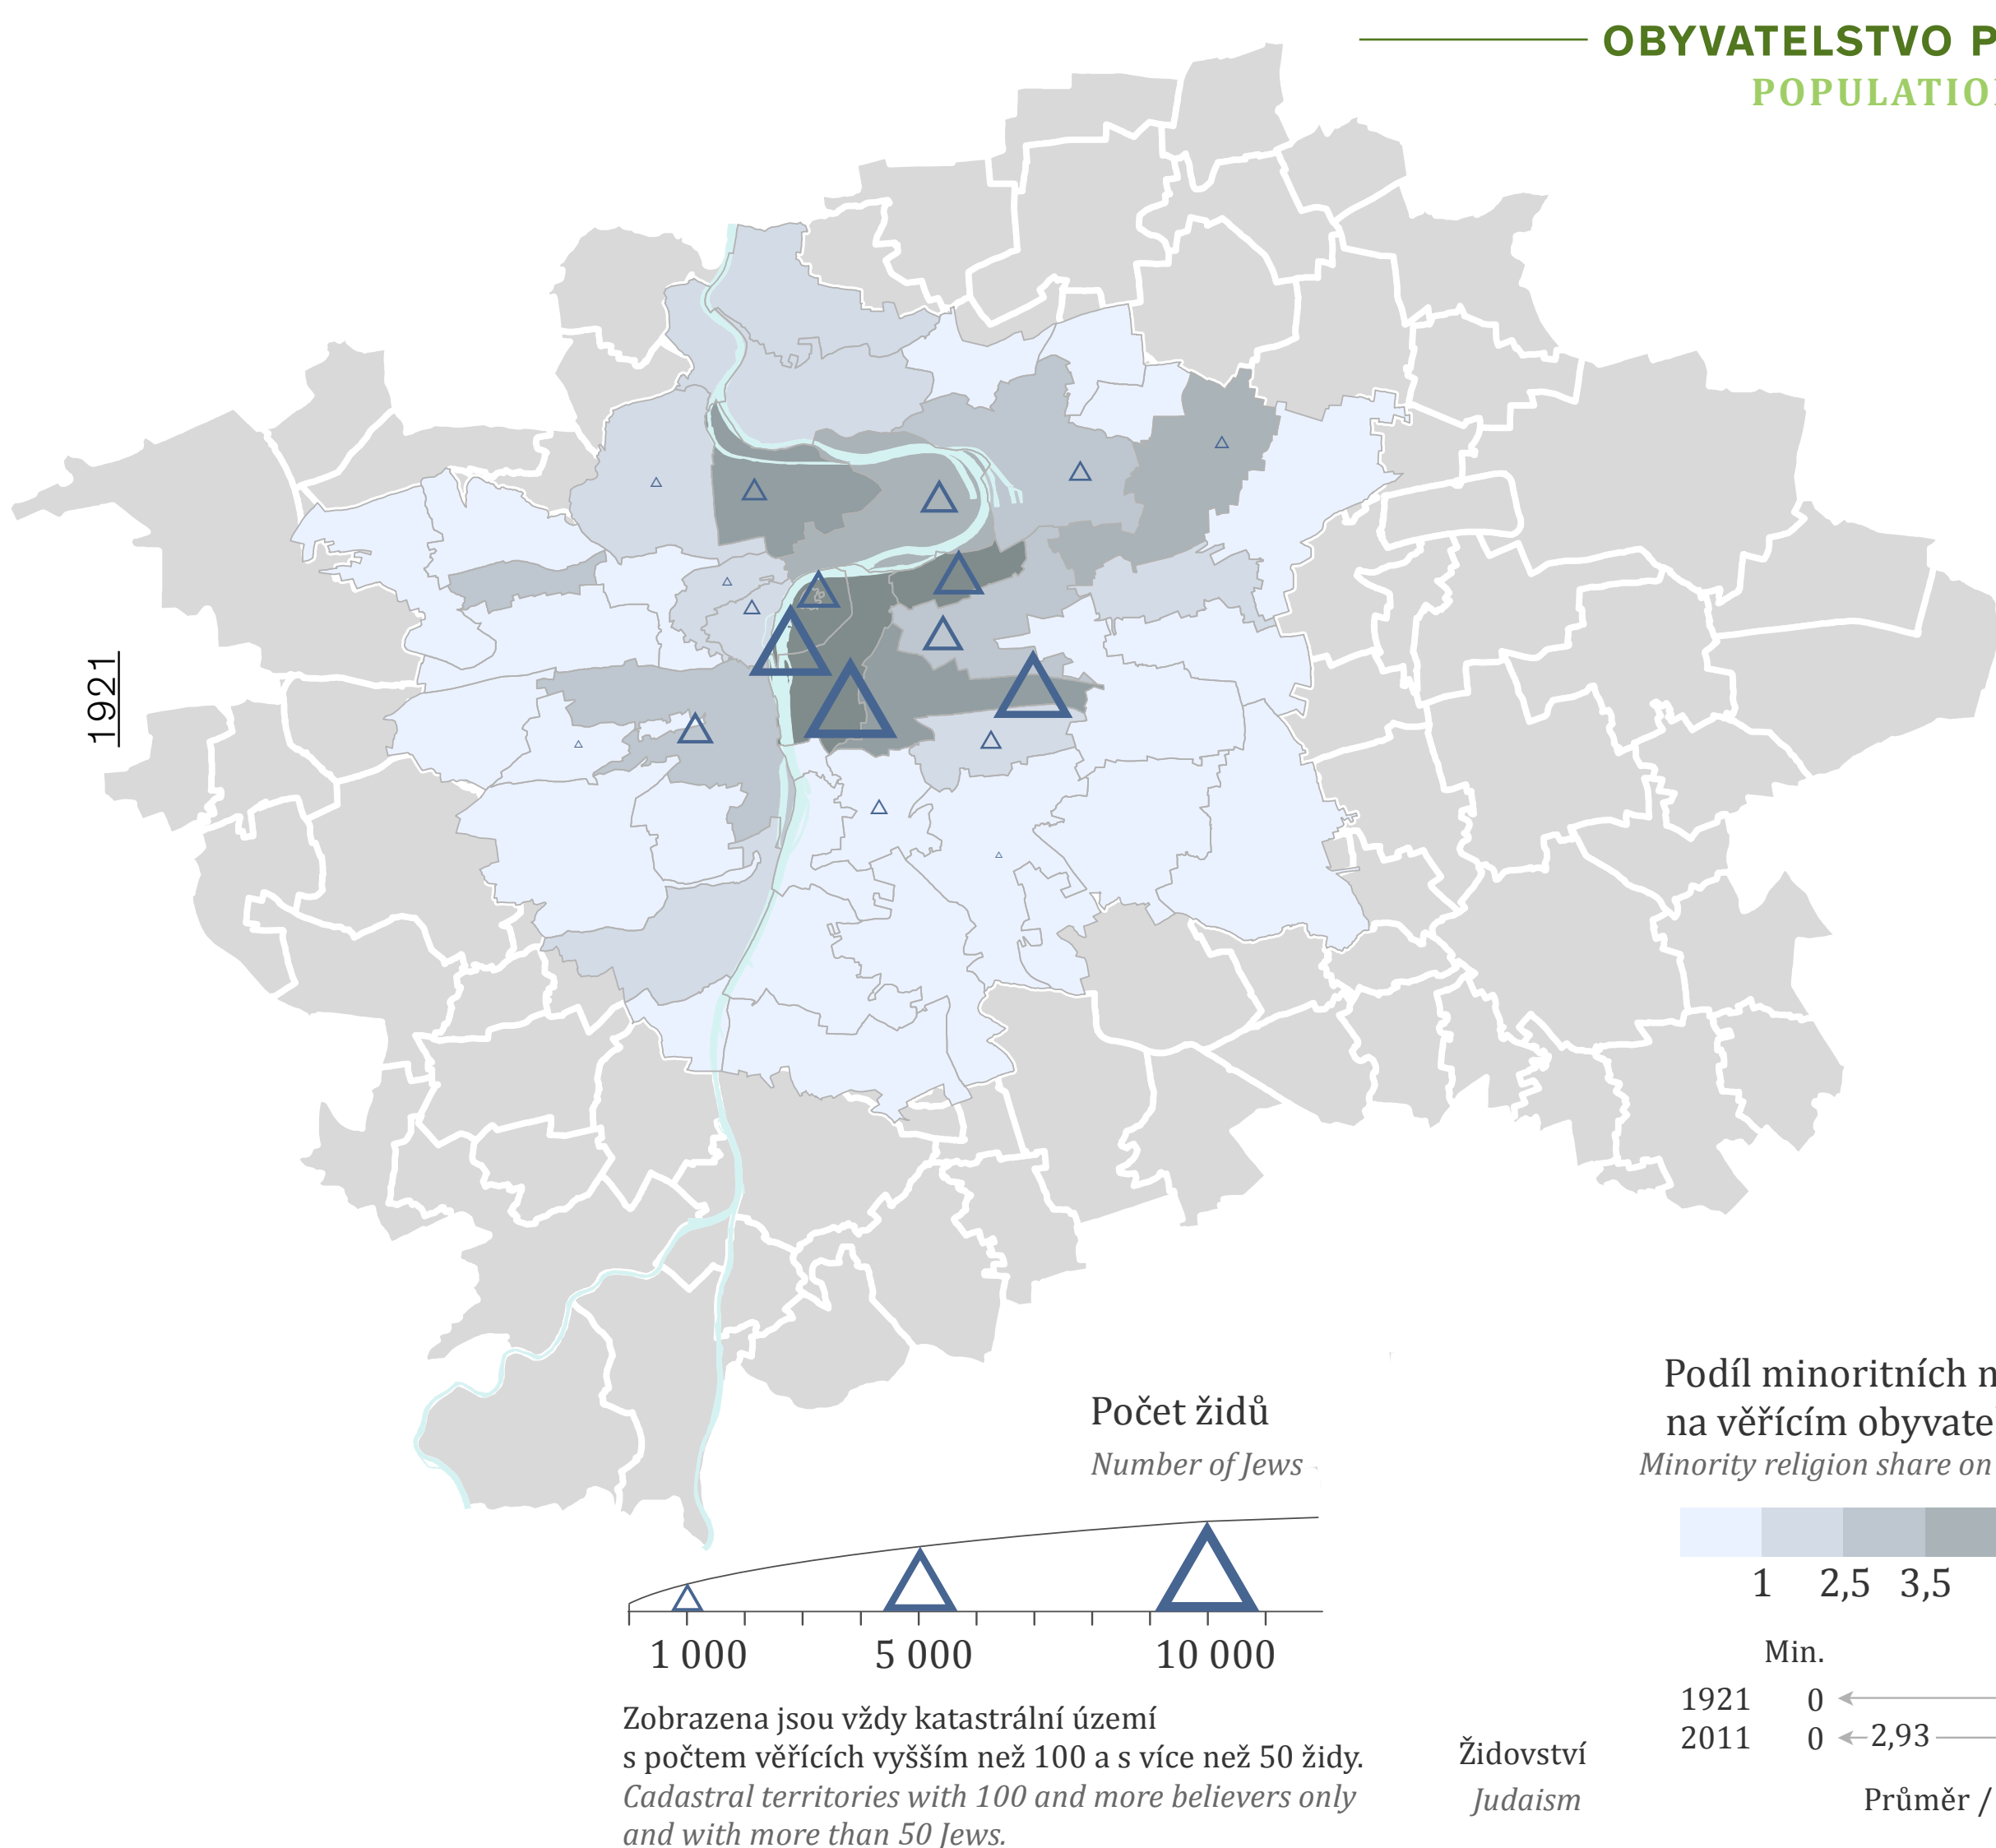 OBYVATELSTVO P
POPULATIO
1921
Počet židů
Number of Jews
1 000
5 000
10 000
Zobrazena jsou vždy katastrální území
s počtem věřících vyšším než 100 a s více než 50 židy.
Cadastral territories with 100 and more believers only
and with more than 50 Jews.
Židovství
Judaism
Podíl minoritních
na věřícím
Minority religion share on
1 2,5 3,5
Min.
1921 0
2011 0 2,93
Průměr /